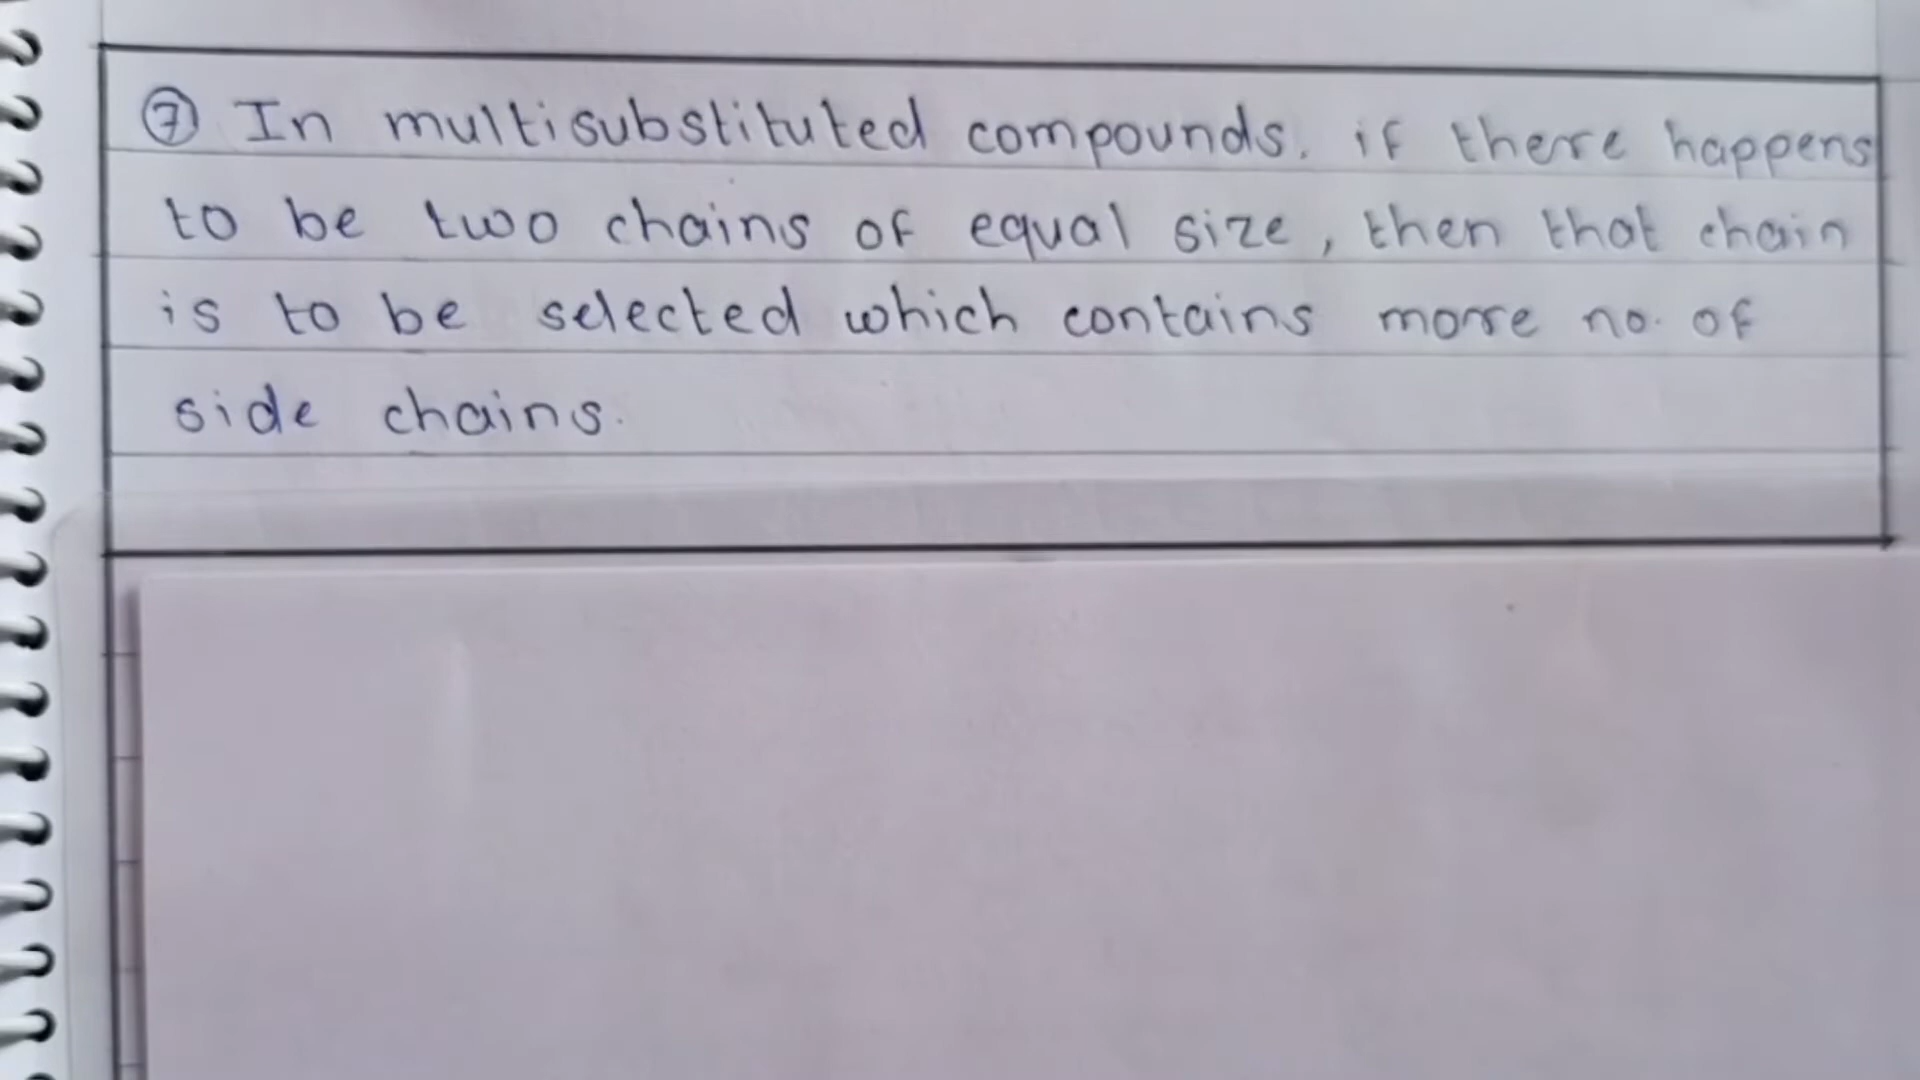 ⑦ In multisubstituted compounds. if there happens
to be two chains of equal size, then that chain
is to be selected which contains more no. of
side chains.